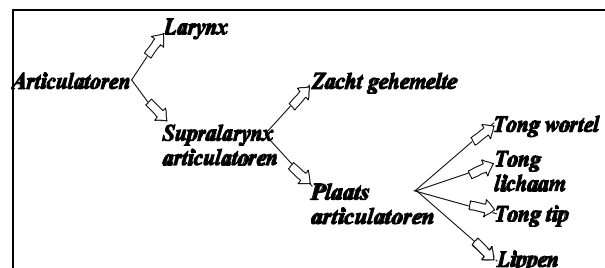 Larynx
Articulatoren
Zacht gehemelte
Supralarynx
articulatoren
Tong wortel
Tong
lichaam
Plaats
articulatoren
Tong tip
Lippen